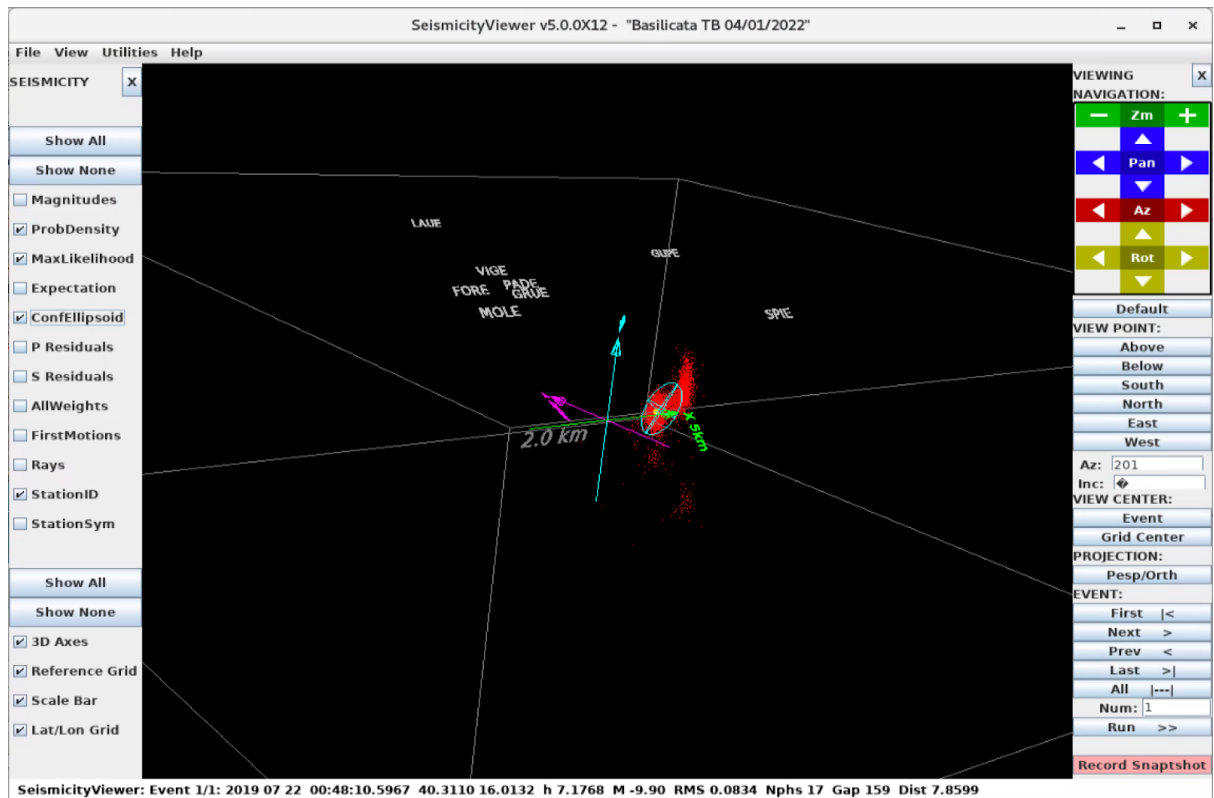 SeismicityViewer v5.0.0X12 - "Basilicata TB 04/01/2022"
File View Utilities Help
SEISMICITY X
Show All
Show None
Magnitudes
ProbDensity
MaxLikelihood
Expectation
ConfEllipsoid
P Residuals
S Residuals
AllWeights
FirstMotions
Rays
StationID
StationSym
Show All
Show None
3D Axes
Reference Grid
Scale Bar
Lat/Lon Grid
LAUE
GUPE
VIGE
FORE PADE
GRUE
MOLE
SPIE
2.0 km
X 5km
VIEWING X
NAVIGATION:
− Zm +
Pan
Az
Rot
Default
VIEW POINT:
Above
Below
South
North
East
West
Az: 201
Inc: �
VIEW CENTER:
Event
Grid Center
PROJECTION:
Pesp/Orth
EVENT:
First |<
Next >
Prev <
Last >|
All |---|
Num: 1
Run >>
Record Snaptshot
SeismicityViewer: Event 1/1: 2019 07 22 00:48:10.5967 40.3110 16.0132 h 7.1768 M -9.90 RMS 0.0834 Nphs 17 Gap 159 Dist 7.8599